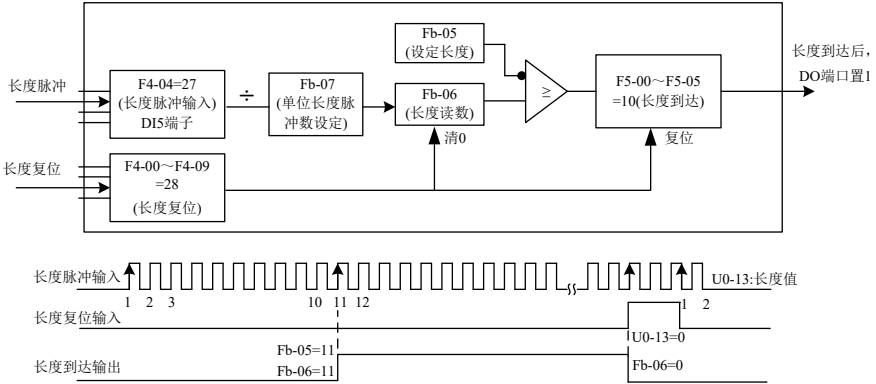 长度脉冲
F4-04=27
(长度脉冲输入)
DI5端子
÷
Fb-07
(单位长度脉
冲数设定)
Fb-05
(设定长度)
Fb-06
(长度读数)
清0
≥
F5-00～F5-05
=10(长度到达)
复位
长度到达后,
DO端口置1
长度复位
F4-00～F4-09
=28
(长度复位)
长度脉冲输入
1 2 3 10 11 12 1 2
U0-13:长度值
长度复位输入
U0-13=0
Fb-05=11
长度到达输出
Fb-06=11
Fb-06=0